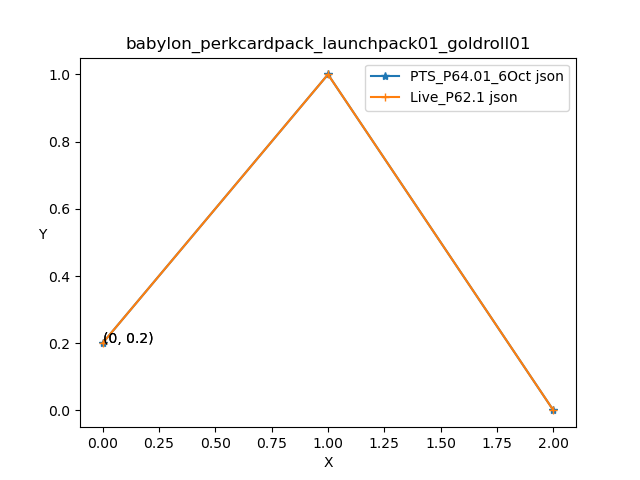 babylon_perkcardpack_launchpack01_goldroll01
PTS_P64.01_6Oct json
Live_P62.1 json
1.0
0.8
0.6
Y
0.4
0.2
(0, 0.2)
0.0
0.00 0.25 0.50 0.75 1.00 1.25 1.50 1.75 2.00
X